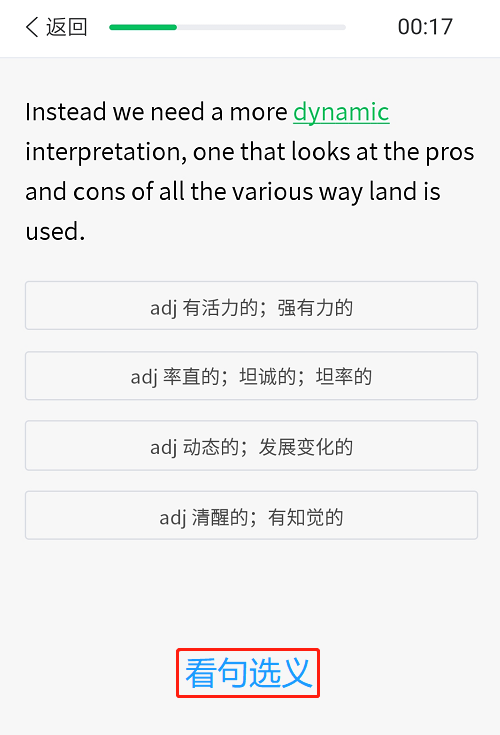 返回
00:17
Instead we need a more dynamic
interpretation, one that looks at the pros
and cons of all the various way land is
used.
adj 有活力的；强有力的
adj 率直的；坦诚的；坦率的
adj 动态的；发展变化的
adj 清醒的；有知觉的
看句选义